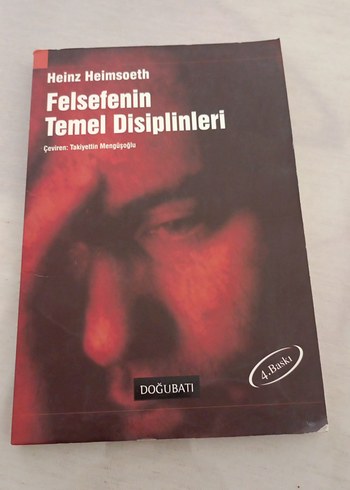 Heinz Heimsoeth
Felsefenin
Temel Disiplinleri
Çeviren: Takiyettin Mengüşoğlu
4.Baskı
DOĞUBATI